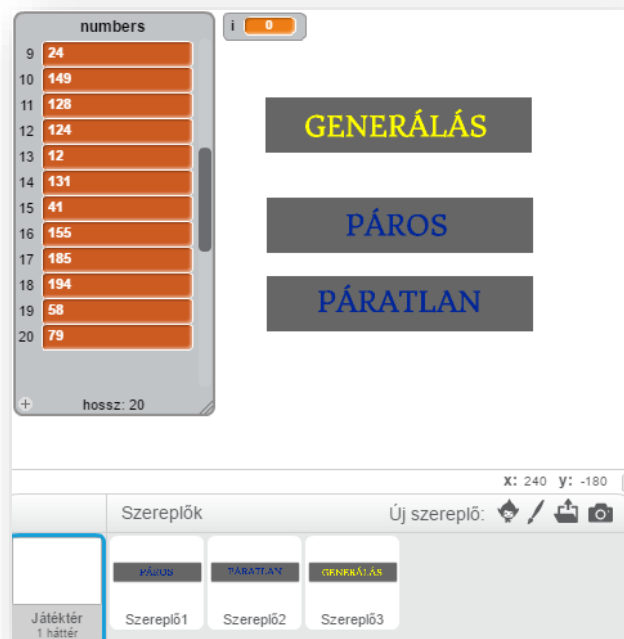 numbers
i 0
9 24
10 149
11 128
12 124
13 12
14 131
15 41
16 155
17 185
18 194
19 58
20 79
+ hossz: 20
GENERÁLÁS
PÁROS
PÁRATLAN
x: 240 y: -180
Szereplők
Új szereplő:
PÁROS
PÁRATLAN
GENERÁLÁS
Játéktér
1 háttér
Szereplő1
Szereplő2
Szereplő3